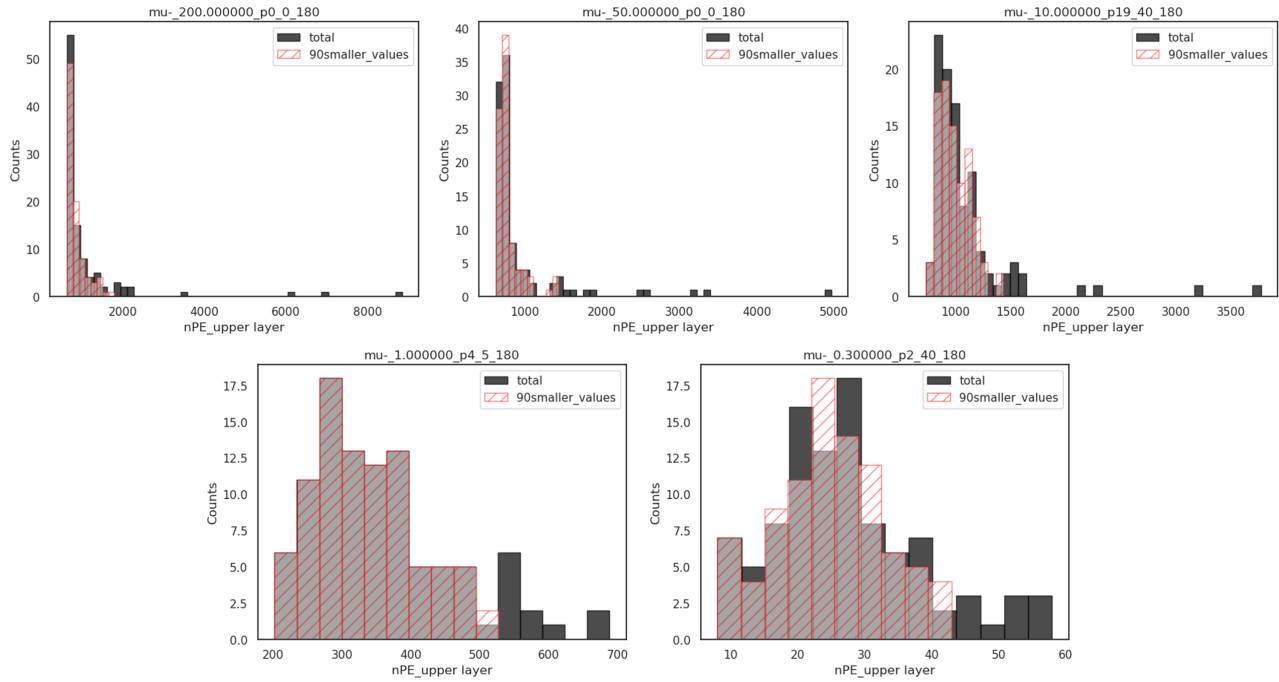 mu-_200.000000_p0_0_180
50
40
30
20
10
0
Counts
2000
4000
6000
8000
nPE_upper layer
total
90smaller_values
mu-_50.000000_p0_0_180
40
35
30
25
20
15
10
5
0
Counts
1000
2000
3000
4000
5000
nPE_upper layer
total
90smaller_values
mu-_10.000000_p19_40_180
20
15
10
5
0
Counts
1000
1500
2000
2500
3000
3500
nPE_upper layer
total
90smaller_values
mu-_1.000000_p4_5_180
17.5
15.0
12.5
10.0
7.5
5.0
2.5
0.0
Counts
200
300
400
500
600
700
nPE_upper layer
total
90smaller_values
mu-_0.300000_p2_40_180
17.5
15.0
12.5
10.0
7.5
5.0
2.5
0.0
Counts
10
20
30
40
50
60
nPE_upper layer
total
90smaller_values